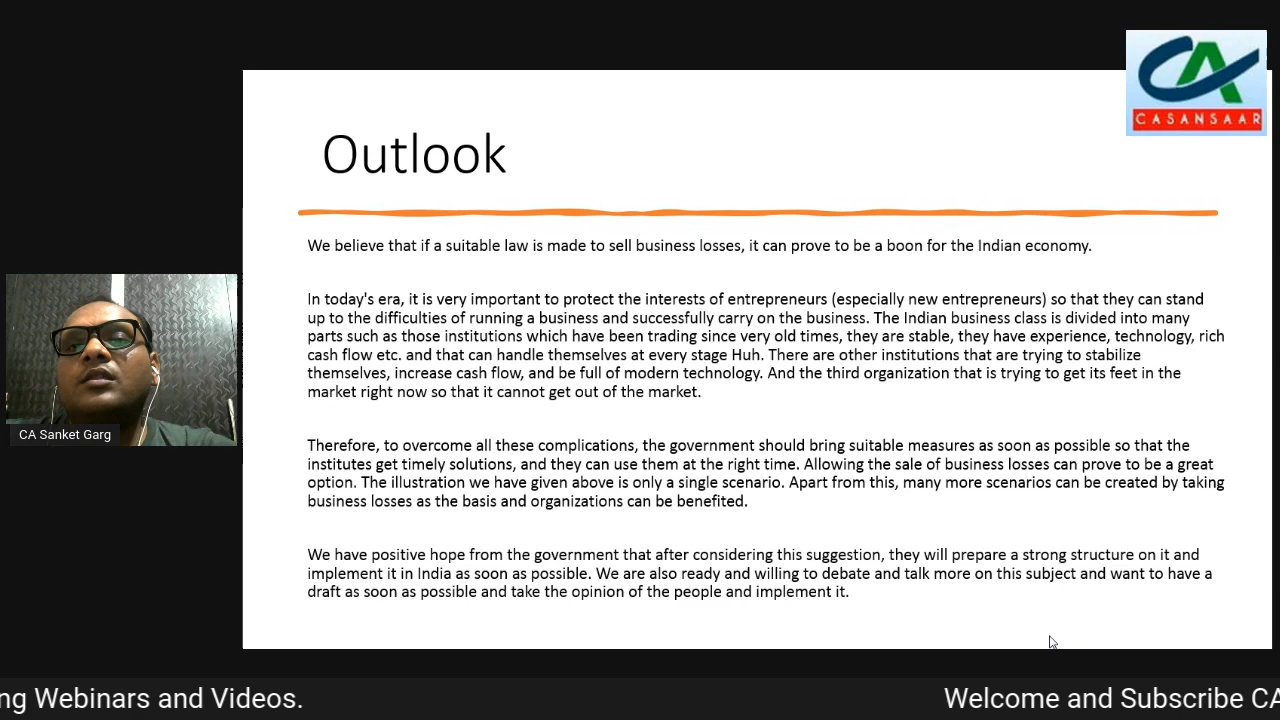 CASANSAAR
Outlook
We believe that if a suitable law is made to sell business losses, it can prove to be a boon for the Indian economy.
In today's era, it is very important to protect the interests of entrepreneurs (especially new entrepreneurs) so that they can stand
up to the difficulties of running a business and successfully carry on the business. The Indian business class is divided into many
parts such as those institutions which have been trading since very old times, they are stable, they have experience, technology, rich
cash flow etc. and that can handle themselves at every stage Huh. There are other institutions that are trying to stabilize
themselves, increase cash flow, and be full of modern technology. And the third organization that is trying to get its feet in the
market right now so that it cannot get out of the market.
Therefore, to overcome all these complications, the government should bring suitable measures as soon as possible so that the
institutes get timely solutions, and they can use them at the right time. Allowing the sale of business losses can prove to be a great
option. The illustration we have given above is only a single scenario. Apart from this, many more scenarios can be created by taking
business losses as the basis and organizations can be benefited.
We have positive hope from the government that after considering this suggestion, they will prepare a strong structure on it and
implement it in India as soon as possible. We are also ready and willing to debate and talk more on this subject and want to have a
draft as soon as possible and take the opinion of the people and implement it.
CA Sanket Garg
ng Webinars and Videos.
Welcome and Subscribe CA